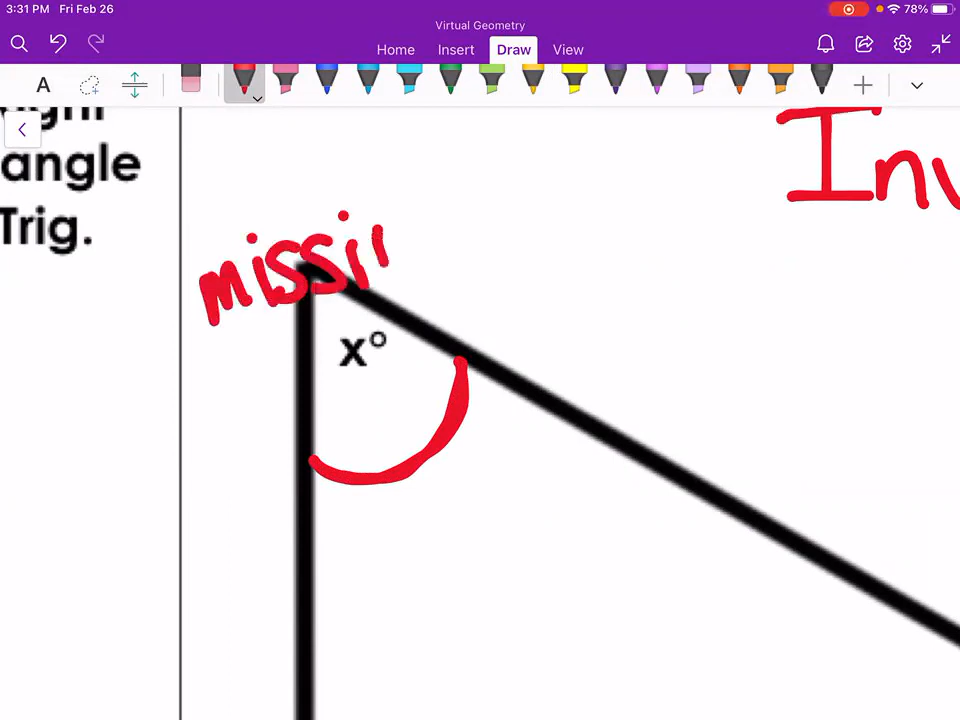 3:31 PM Fri Feb 26
78%
Virtual Geometry
Home Insert Draw View
A
angle
Trig.
x°